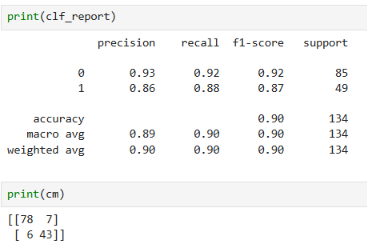 print(clf_report)
precision recall f1-score support
0 0.93 0.92 0.92 85
1 0.86 0.88 0.87 49
accuracy 0.90 134
macro avg 0.89 0.90 0.90 134
weighted avg 0.90 0.90 0.90 134
print(cm)
[[78 7]
[ 6 43]]